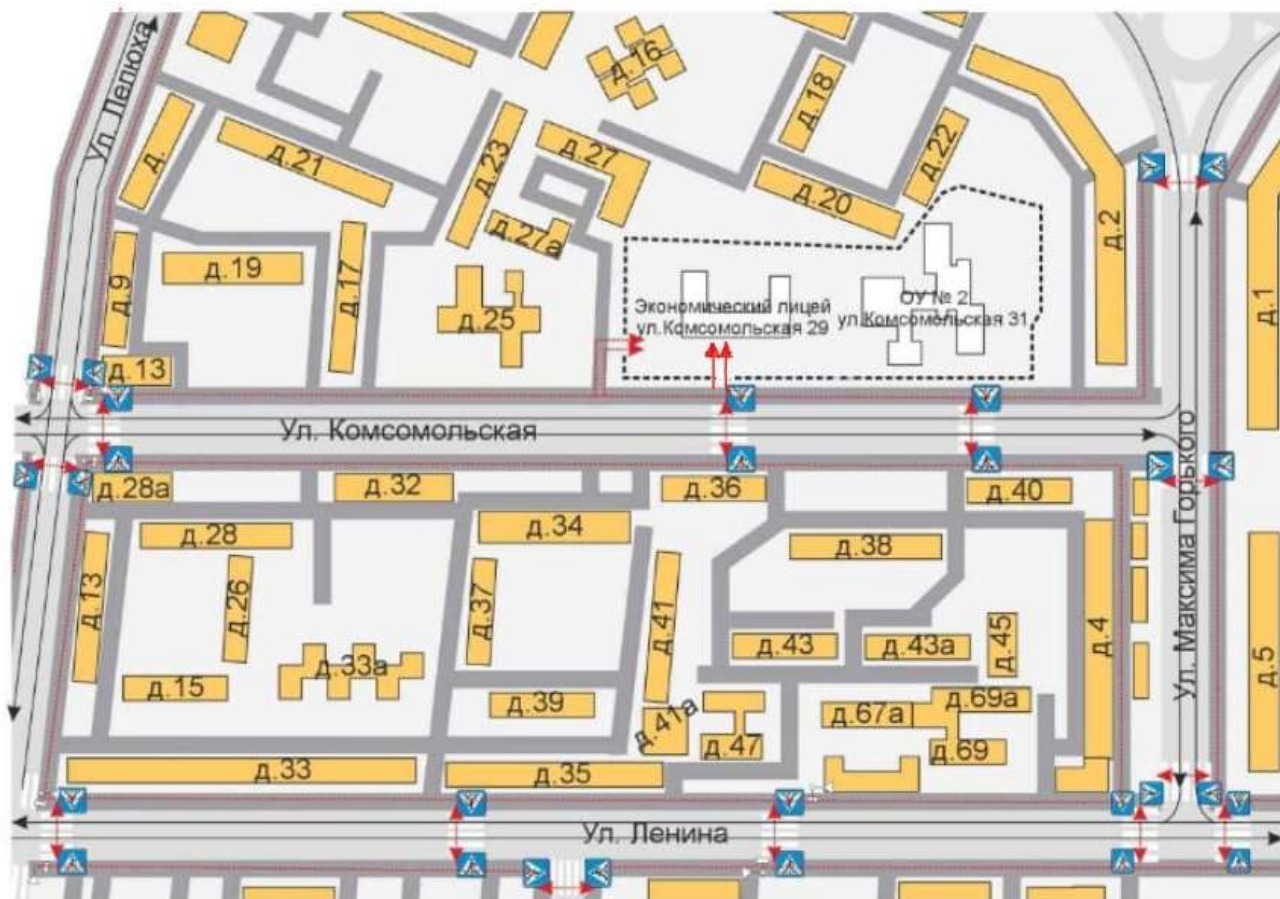 Ул. Лепюха
д.16
д.18
д.
д.21
д.23
д.27
д.22
д.20
д.27а
д.2
д.1
д.9
д.19
д.17
д.25
Экономический лицей
ул.Комсомольская 29
ОУ № 2
ул.Комсомольская 31
д.13
Ул. Комсомольская
Ул. Максима Горького
д.28а
д.32
д.36
д.40
д.28
д.34
д.38
д.13
д.26
д.37
д.41
д.43
д.43а
д.45
д.4
д.5
д.33а
д.15
д.39
д.41а
д.47
д.67а
д.69а
д.69
д.33
д.35
Ул. Ленина